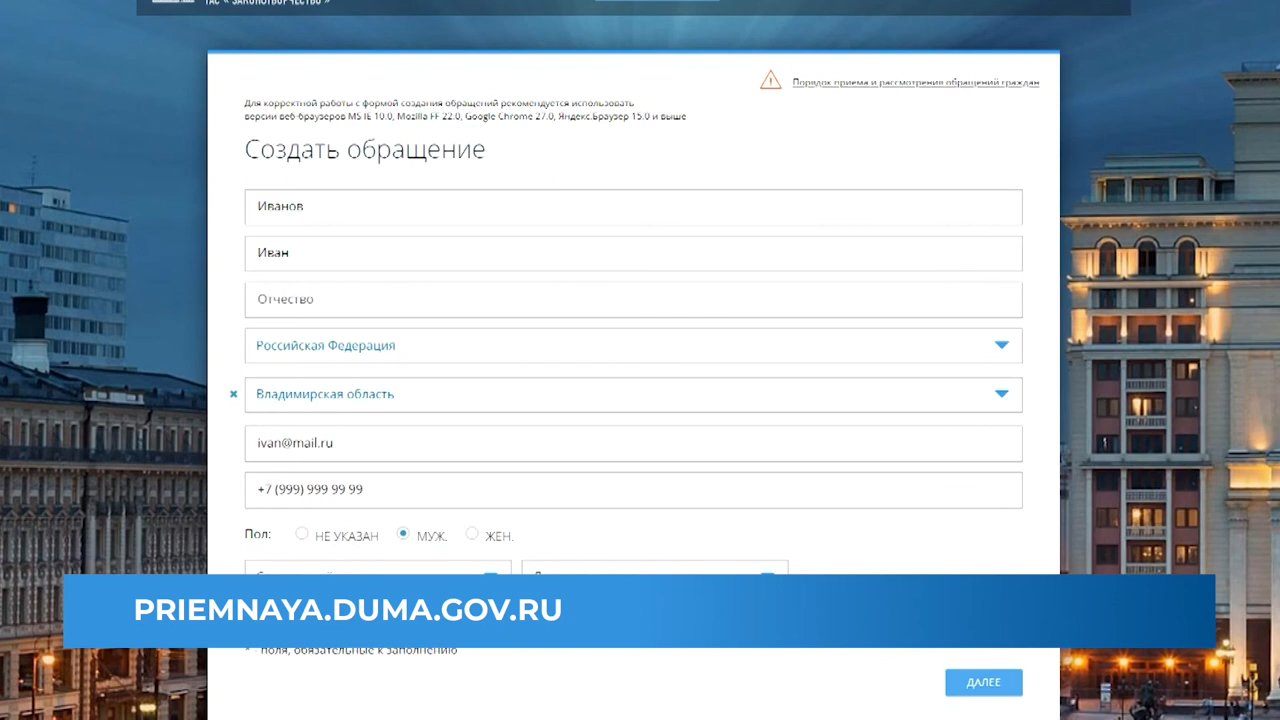 ГАС « ЗАКОНОТВОРЧЕСТВО »
Порядок приема и рассмотрения обращений граждан
Для корректной работы с формой создания обращений рекомендуется использовать
версии веб-браузеров MS IE 10.0, Mozilla FF 22.0, Google Chrome 27.0, Яндекс.Браузер 15.0 и выше
Создать обращение
Иванов
Иван
Отчество
Российская Федерация
Владимирская область
ivan@mail.ru
+7 (999) 999 99 99
Пол: НЕ УКАЗАН МУЖ. ЖЕН.
PRIEMNAYA.DUMA.GOV.RU
* - поля, обязательные к заполнению
ДАЛЕЕ